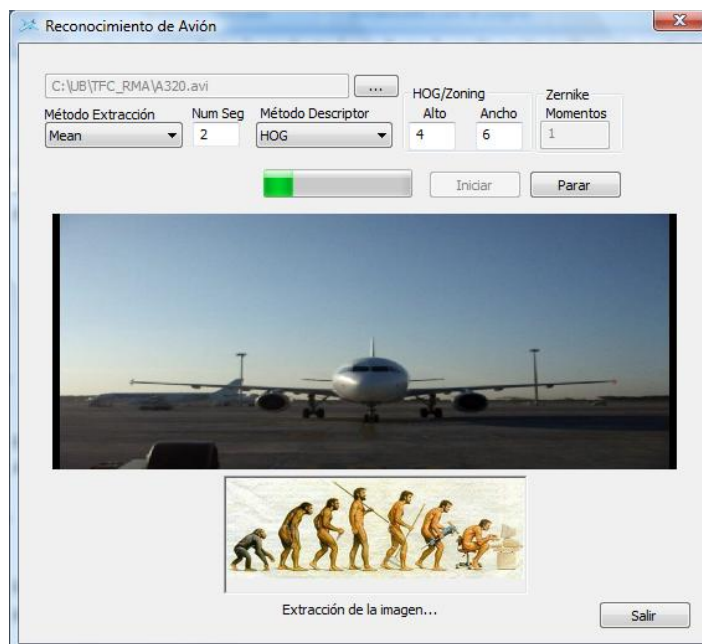 Reconocimiento de Avión
C:\UB\TFC_RMA\A320.avi
...
HOG/Zoning
Zernike
Método Extracción
Num Seg
Método Descriptor
Alto
Ancho
Momentos
Mean
2
HOG
4
6
1
Iniciar
Parar
Extracción de la imagen...
Salir